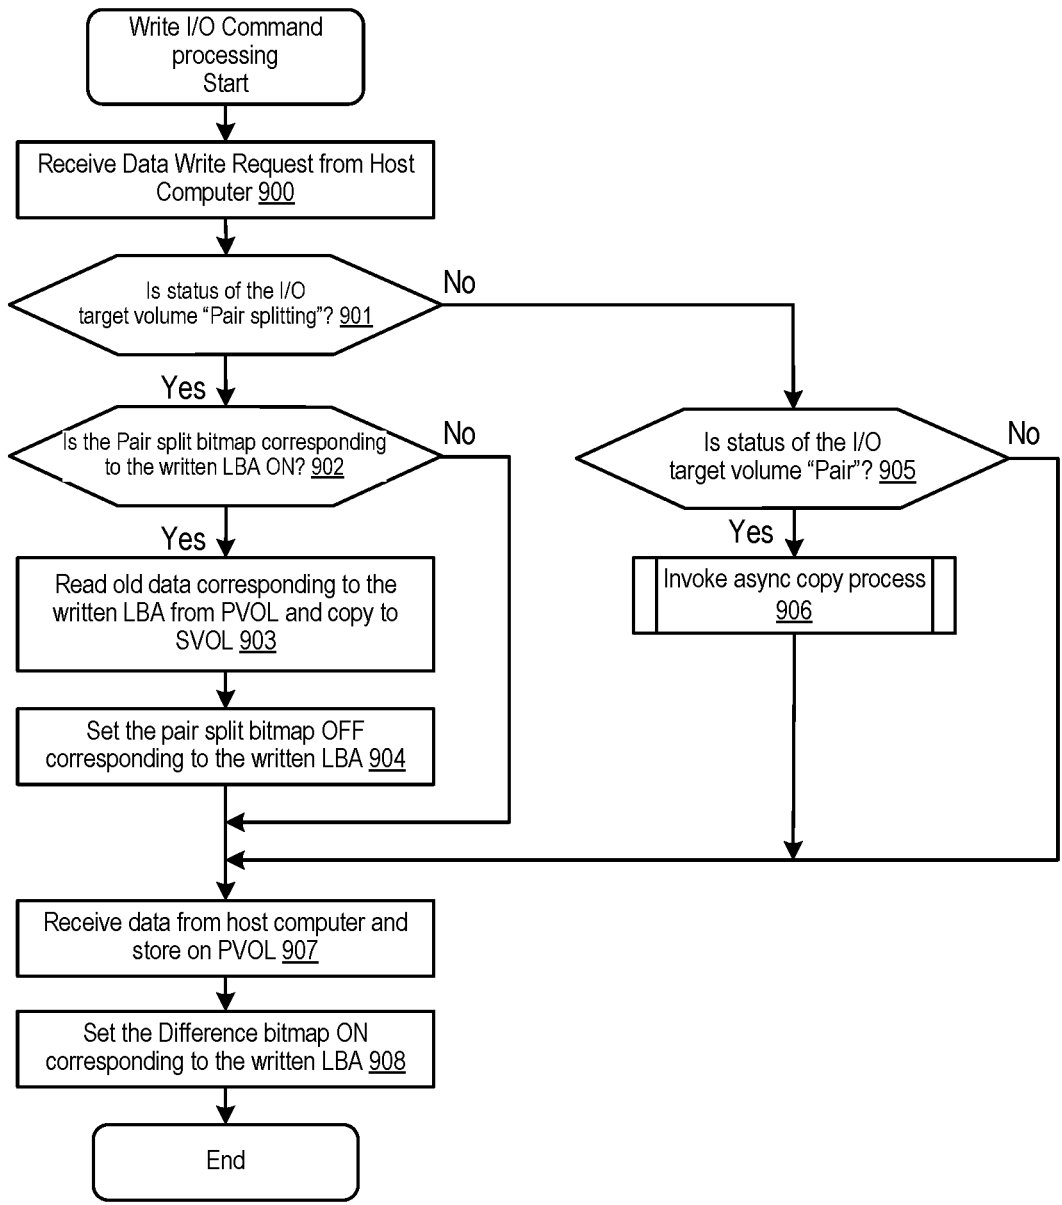 Write I/O Command
processing
Start
Receive Data Write Request from Host
Computer 900
Is status of the I/O
target volume “Pair splitting”? 901
No
Yes
Is the Pair split bitmap corresponding
to the written LBA ON? 902
No
Is status of the I/O
target volume “Pair”? 905
No
Yes
Yes
Read old data corresponding to the
written LBA from PVOL and copy to
SVOL 903
Invoke async copy process
906
Set the pair split bitmap OFF
corresponding to the written LBA 904
Receive data from host computer and
store on PVOL 907
Set the Difference bitmap ON
corresponding to the written LBA 908
End